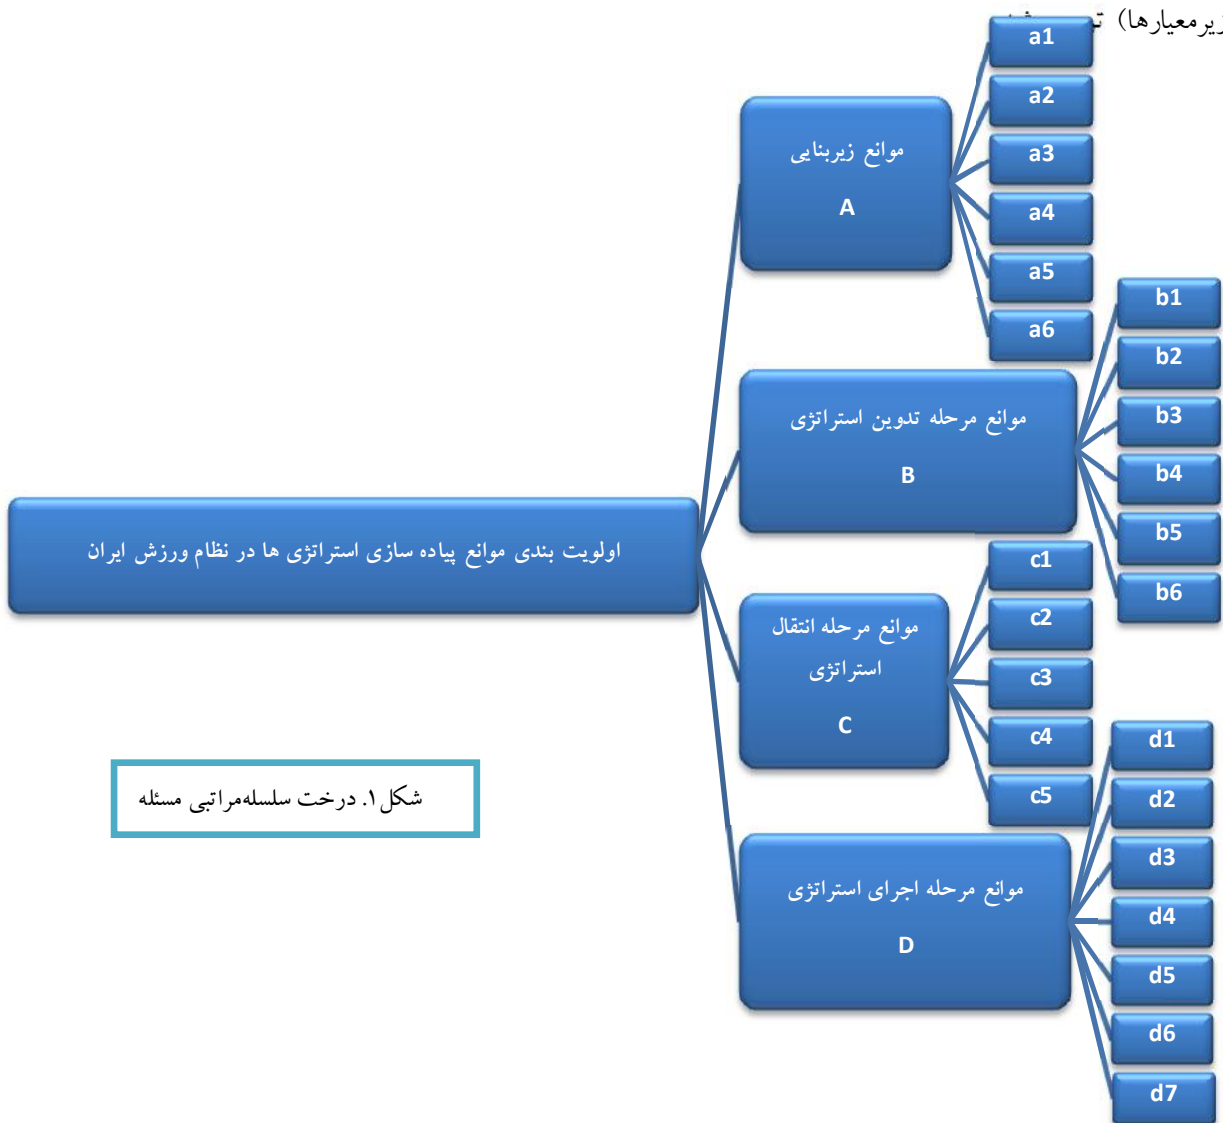 زیرمعیارها)
a1
a2
a3
a4
a5
a6
موانع زیربنایی
A
b1
b2
b3
b4
b5
b6
موانع مرحله تدوین استراتژی
B
اولویت بندی موانع پیاده سازی استراتژی ها در نظام ورزش ایران
c1
c2
c3
c4
c5
موانع مرحله انتقال
استراتژی
C
d1
d2
d3
d4
d5
d6
d7
موانع مرحله اجرای استراتژی
D
شکل۱. درخت سلسله‌مراتبی مسئله